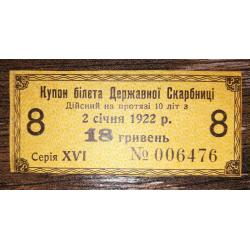 Купон білєта Державної Скарбниці
Дійсний на протязі 10 літ з
8 2 січня 1922 р. 8
18 гривень
Серія XVI № 006476